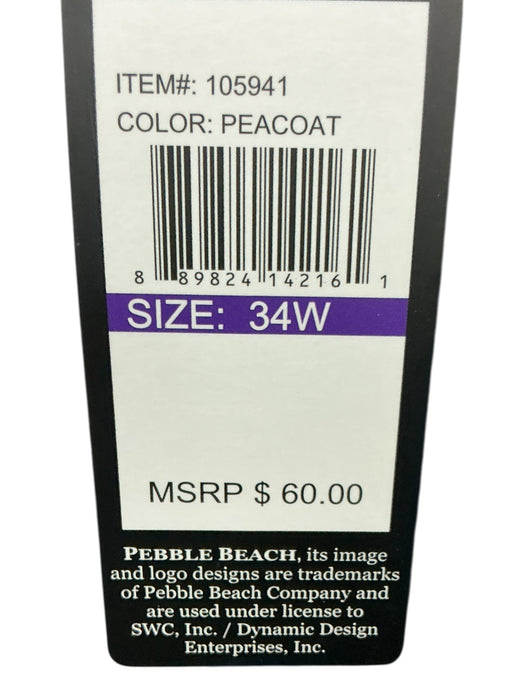 ITEM#: 105941
COLOR: PEACOAT
8 89824 14216 1
SIZE: 34W
MSRP $ 60.00
PEBBLE BEACH, its image
and logo designs are trademarks
of Pebble Beach Company and
are used under license to
SWC, Inc. / Dynamic Design
Enterprises, Inc.